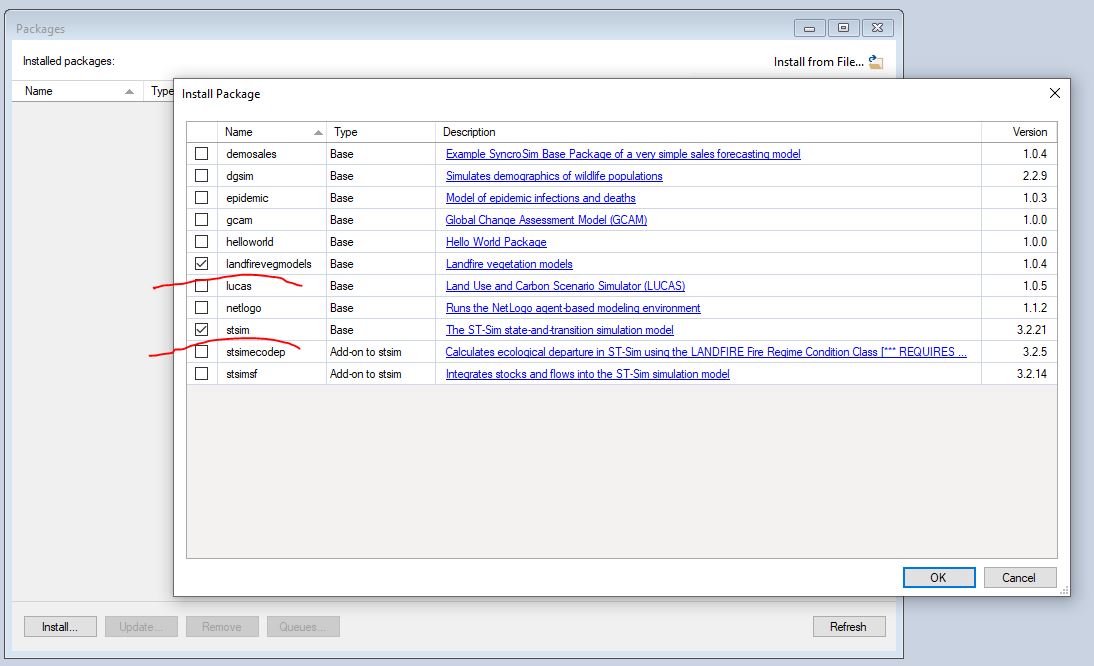 Packages
Installed packages:
Install from File...
Name Type
Install Package
Name Type Description Version
demosales Base Example SyncroSim Base Package of a very simple sales forecasting model 1.0.4
dgsim Base Simulates demographics of wildlife populations 2.2.9
epidemic Base Model of epidemic infections and deaths 1.0.3
gcam Base Global Change Assessment Model (GCAM) 1.0.0
helloworld Base Hello World Package 1.0.0
landfirevegmodels Base Landfire vegetation models 1.0.4
lucas Base Land Use and Carbon Scenario Simulator (LUCAS) 1.0.5
netlogo Base Runs the NetLogo agent-based modeling environment 1.1.2
stsim Base The ST-Sim state-and-transition simulation model 3.2.21
stsimecodep Add-on to stsim Calculates ecological departure in ST-Sim using the LANDFIRE Fire Regime Condition Class [*** REQUIRES ... 3.2.5
stsimsf Add-on to stsim Integrates stocks and flows into the ST-Sim simulation model 3.2.14
OK Cancel
Install... Update... Remove Queues... Refresh